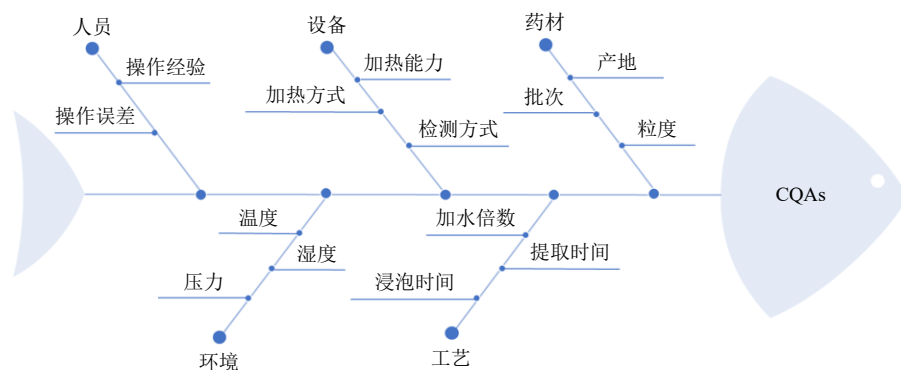 人员
设备
药材
操作经验
加热能力
产地
加热方式
批次
操作误差
检测方式
粒度
CQAs
温度
加水倍数
湿度
提取时间
压力
浸泡时间
环境
工艺